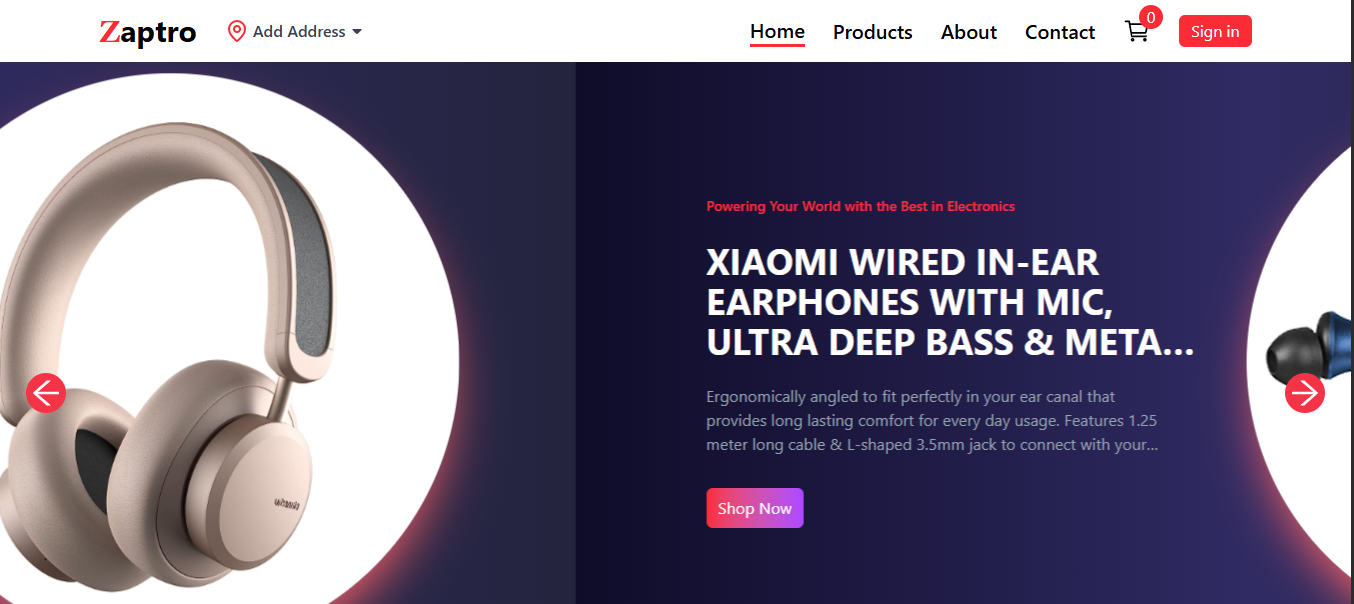 Zaptro
Add Address
Home
Products
About
Contact
0
Sign in
Powering Your World with the Best in Electronics
XIAOMI WIRED IN-EAR
EARPHONES WITH MIC,
ULTRA DEEP BASS & META...
Ergonomically angled to fit perfectly in your ear canal that
provides long lasting comfort for every day usage. Features 1.25
meter long cable & L-shaped 3.5mm jack to connect with your...
Shop Now